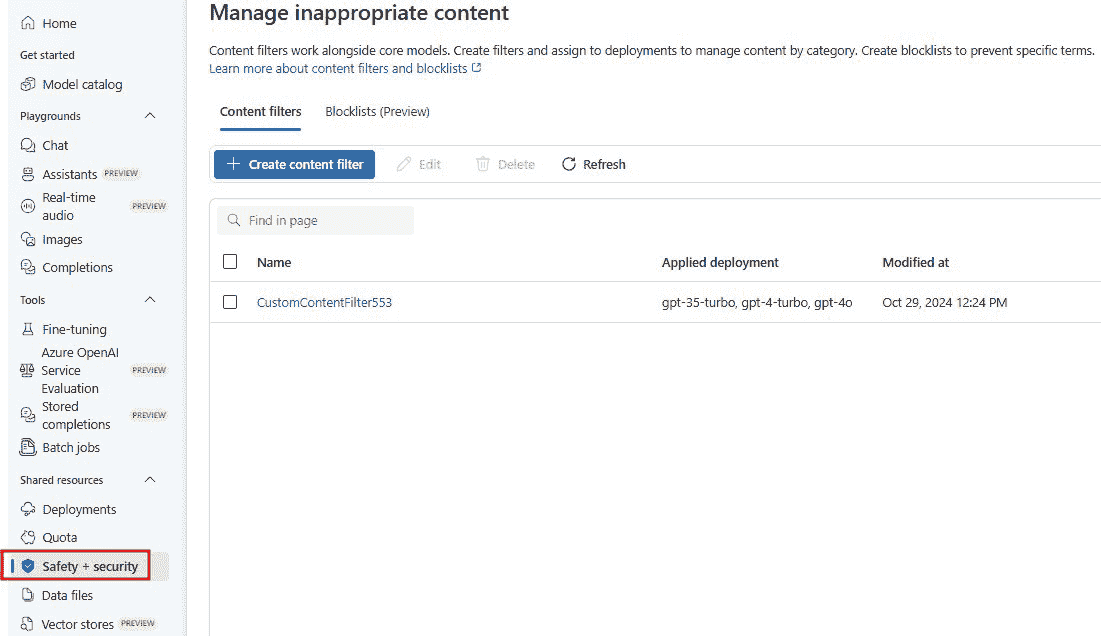 Home
Get started
Model catalog
Playgrounds
Chat
Assistants PREVIEW
Real-time
audio PREVIEW
Images
Completions
Tools
Fine-tuning
Azure OpenAI
Service PREVIEW
Evaluation
Stored
completions PREVIEW
Batch jobs
Shared resources
Deployments
Quota
Safety + security
Data files
Vector stores PREVIEW
Manage inappropriate content
Content filters work alongside core models. Create filters and assign to deployments to manage content by category. Create blocklists to prevent specific terms.
Learn more about content filters and blocklists
Content filters Blocklists (Preview)
Create content filter Edit Delete Refresh
Find in page
Name Applied deployment Modified at
CustomContentFilter553 gpt-35-turbo, gpt-4-turbo, gpt-4o Oct 29, 2024 12:24 PM